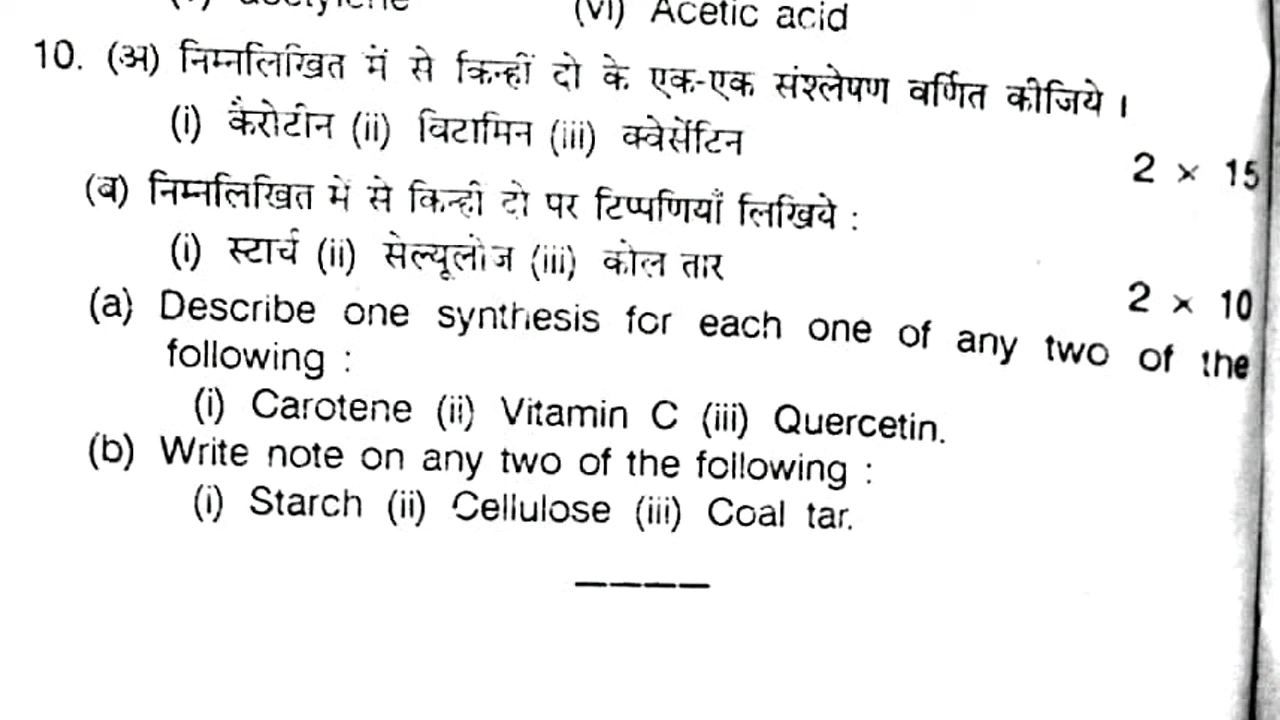 (vi) Acetic acid
10. (अ) निम्नलिखित में से किन्हीं दो के एक-एक संश्लेषण वर्णित कीजिये ।
(i) कैरोटीन (ii) विटामिन (iii) क्वेर्सेटिन
2 × 15
(ब) निम्नलिखित में से किन्ही दो पर टिप्पणियाँ लिखिये :
(i) स्टार्च (ii) सेल्यूलोज (iii) कोल तार
2 × 10
(a) Describe one synthesis for each one of any two of the
following :
(i) Carotene (ii) Vitamin C (iii) Quercetin.
(b) Write note on any two of the following :
(i) Starch (ii) Cellulose (iii) Coal tar.